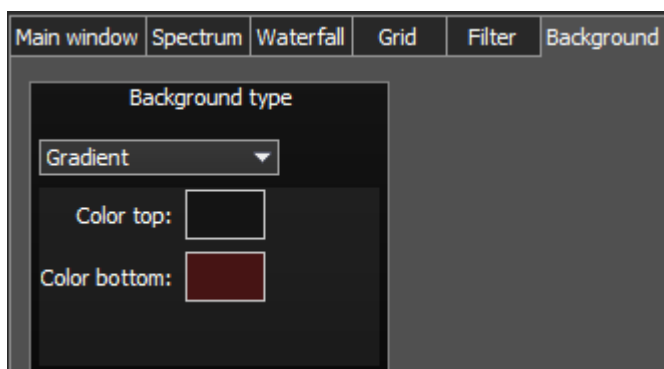 Main window Spectrum Waterfall Grid Filter Background
Background type
Gradient
Color top:
Color bottom: